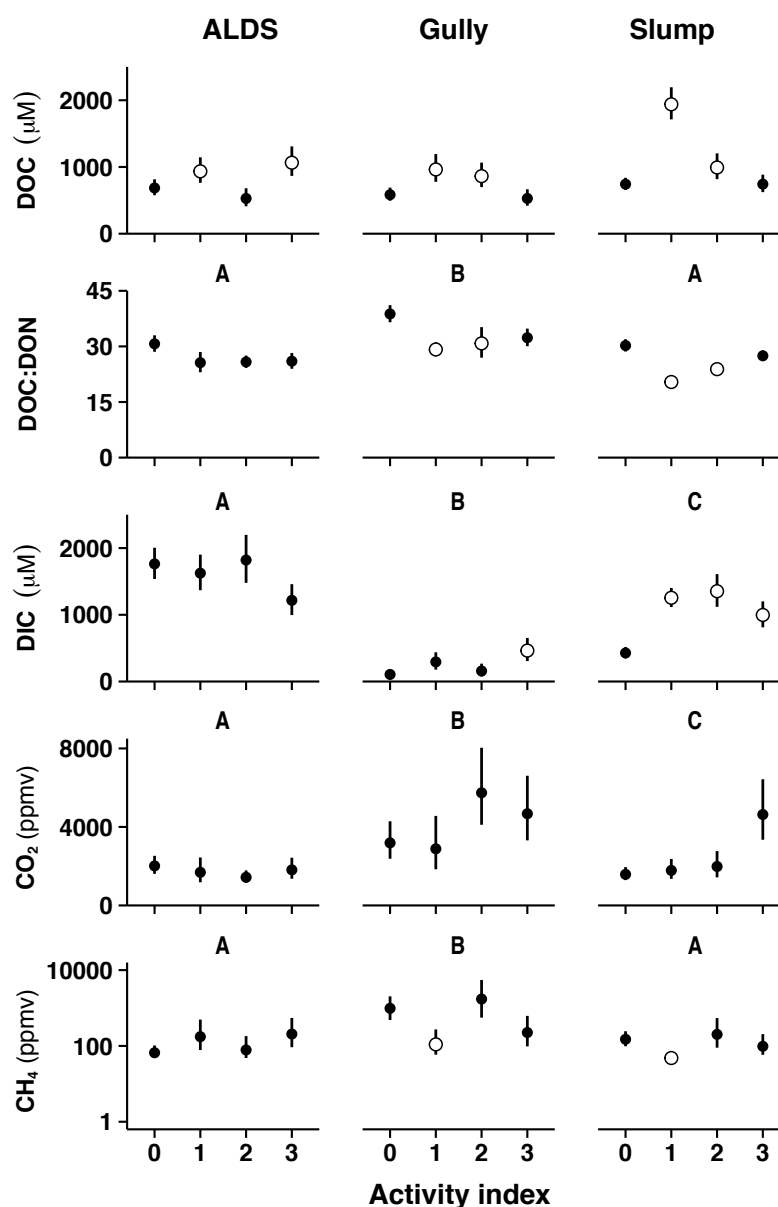 ALDS Gully Slump
2000
1000
0
DOC (μM)
A B A
45
30
15
0
DOC:DON
A B C
2000
1000
0
DIC (μM)
A B C
8000
4000
0
CO₂ (ppmv)
A B A
10000
100
1
CH₄ (ppmv)
0 1 2 3 0 1 2 3 0 1 2 3
Activity index